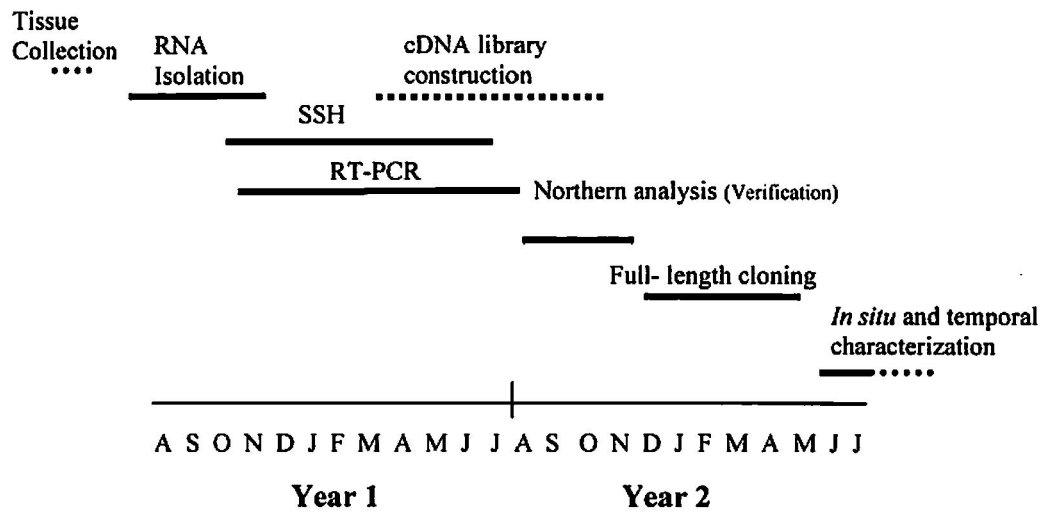 Tissue
Collection
RNA
Isolation
cDNA library
construction
SSH
RT-PCR
Northern analysis (Verification)
Full- length cloning
In situ and temporal
characterization
A S O N D J F M A M J J A S O N D J F M A M J J
Year 1 Year 2